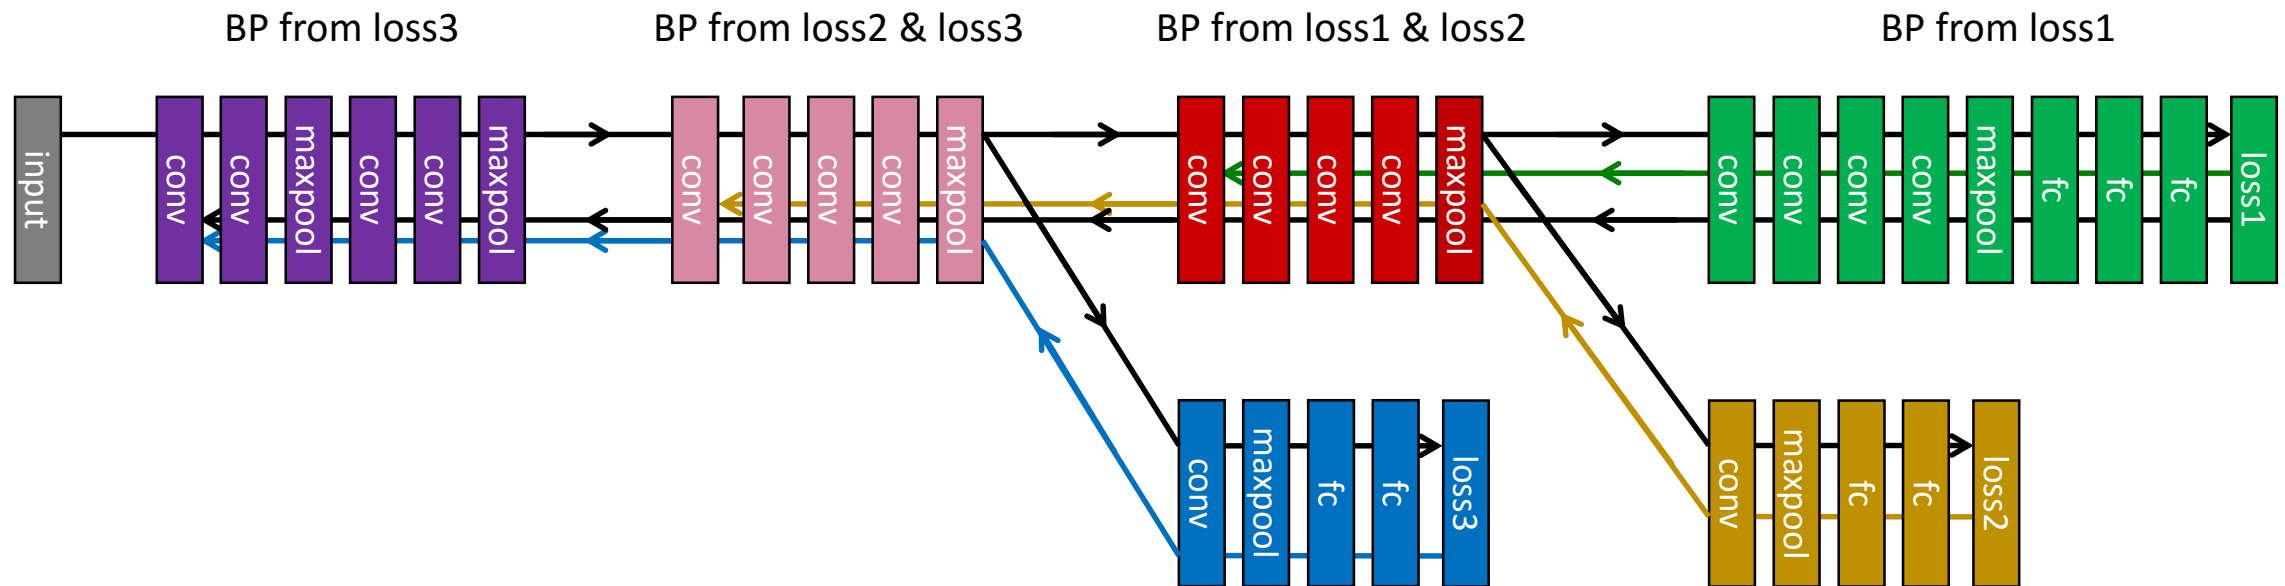 BP from loss3
BP from loss2 & loss3
BP from loss1 & loss2
BP from loss1
input
conv
conv
maxpool
conv
conv
maxpool
conv
conv
conv
conv
maxpool
conv
conv
conv
conv
maxpool
conv
conv
conv
conv
maxpool
fc
fc
fc
loss1
conv
maxpool
fc
fc
loss3
conv
maxpool
fc
fc
loss2